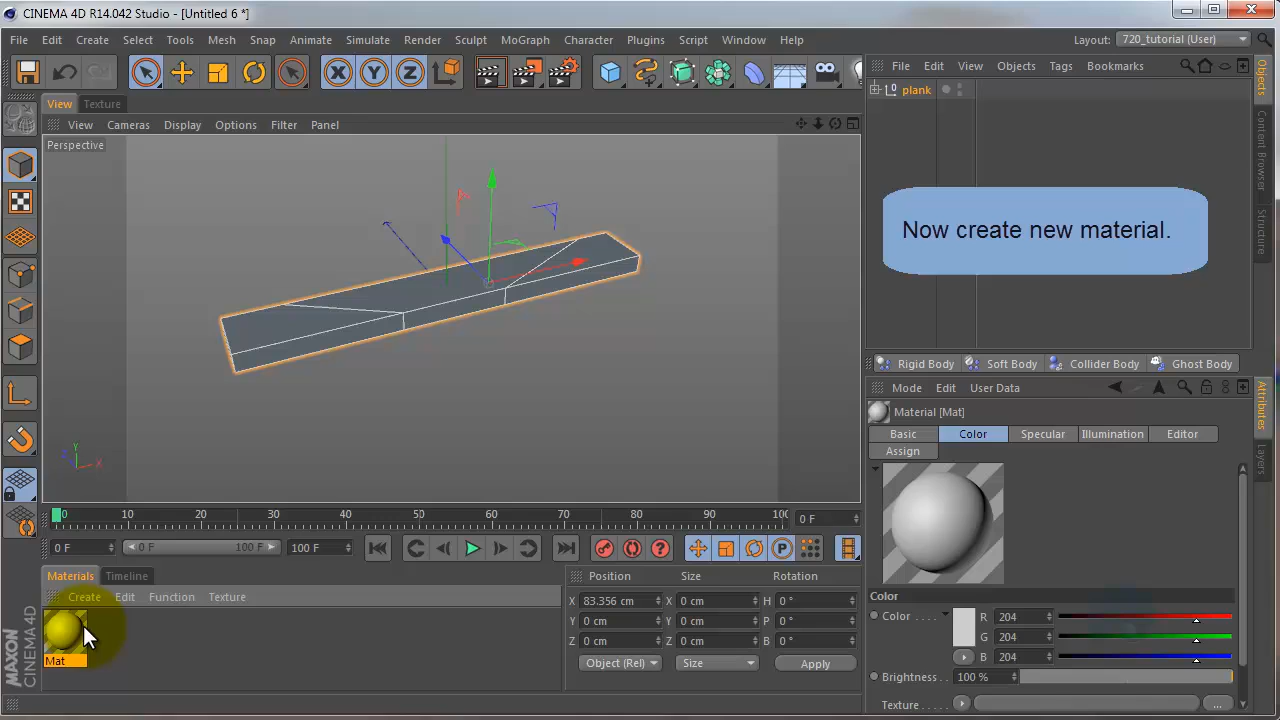 CINEMA 4D R14.042 Studio - [Untitled 6 *]
File Edit Create Select Tools Mesh Snap Animate Simulate Render Sculpt MoGraph Character Plugins Script Window Help Layout: 720_tutorial (User)
X Y Z
File Edit View Objects Tags Bookmarks
View Texture
View Cameras Display Options Filter Panel
Perspective
plank
Objects
Content Browser
Structure
Now create new material.
Y
Z X
Rigid Body Soft Body Collider Body Ghost Body
Mode Edit User Data
Material [Mat]
Basic Color Specular Illumination Editor
Assign
Attributes
Layers
0 10 20 30 40 50 60 70 80 90 100 0 F
0 F 0 F 100 F 100 F P
Materials Timeline
Create Edit Function Texture
Mat
MAXON
CINEMA 4D
Position Size Rotation
X 83.356 cm X 0 cm H 0 °
Y 0 cm Y 0 cm P 0 °
Z 0 cm Z 0 cm B 0 °
Object (Rel) Size Apply
Color
Color . . . . R 204
G 204
B 204
Brightness . . 100 %
Texture . . . . . ...